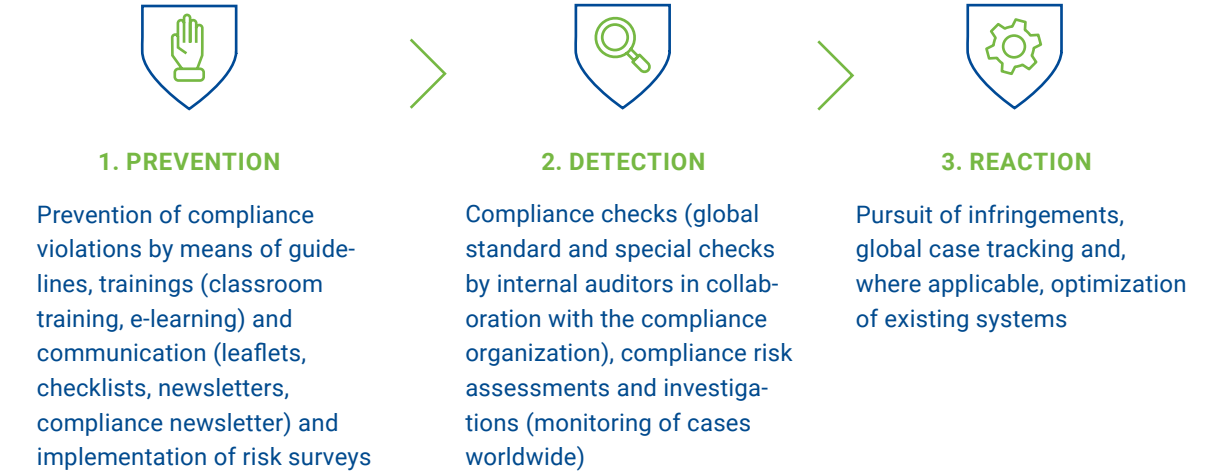 1. PREVENTION
Prevention of compliance
violations by means of guide-
lines, trainings (classroom
training, e-learning) and
communication (leaflets,
checklists, newsletters,
compliance newsletter) and
implementation of risk surveys
2. DETECTION
Compliance checks (global
standard and special checks
by internal auditors in collab-
oration with the compliance
organization), compliance risk
assessments and investiga-
tions (monitoring of cases
worldwide)
3. REACTION
Pursuit of infringements,
global case tracking and,
where applicable, optimization
of existing systems